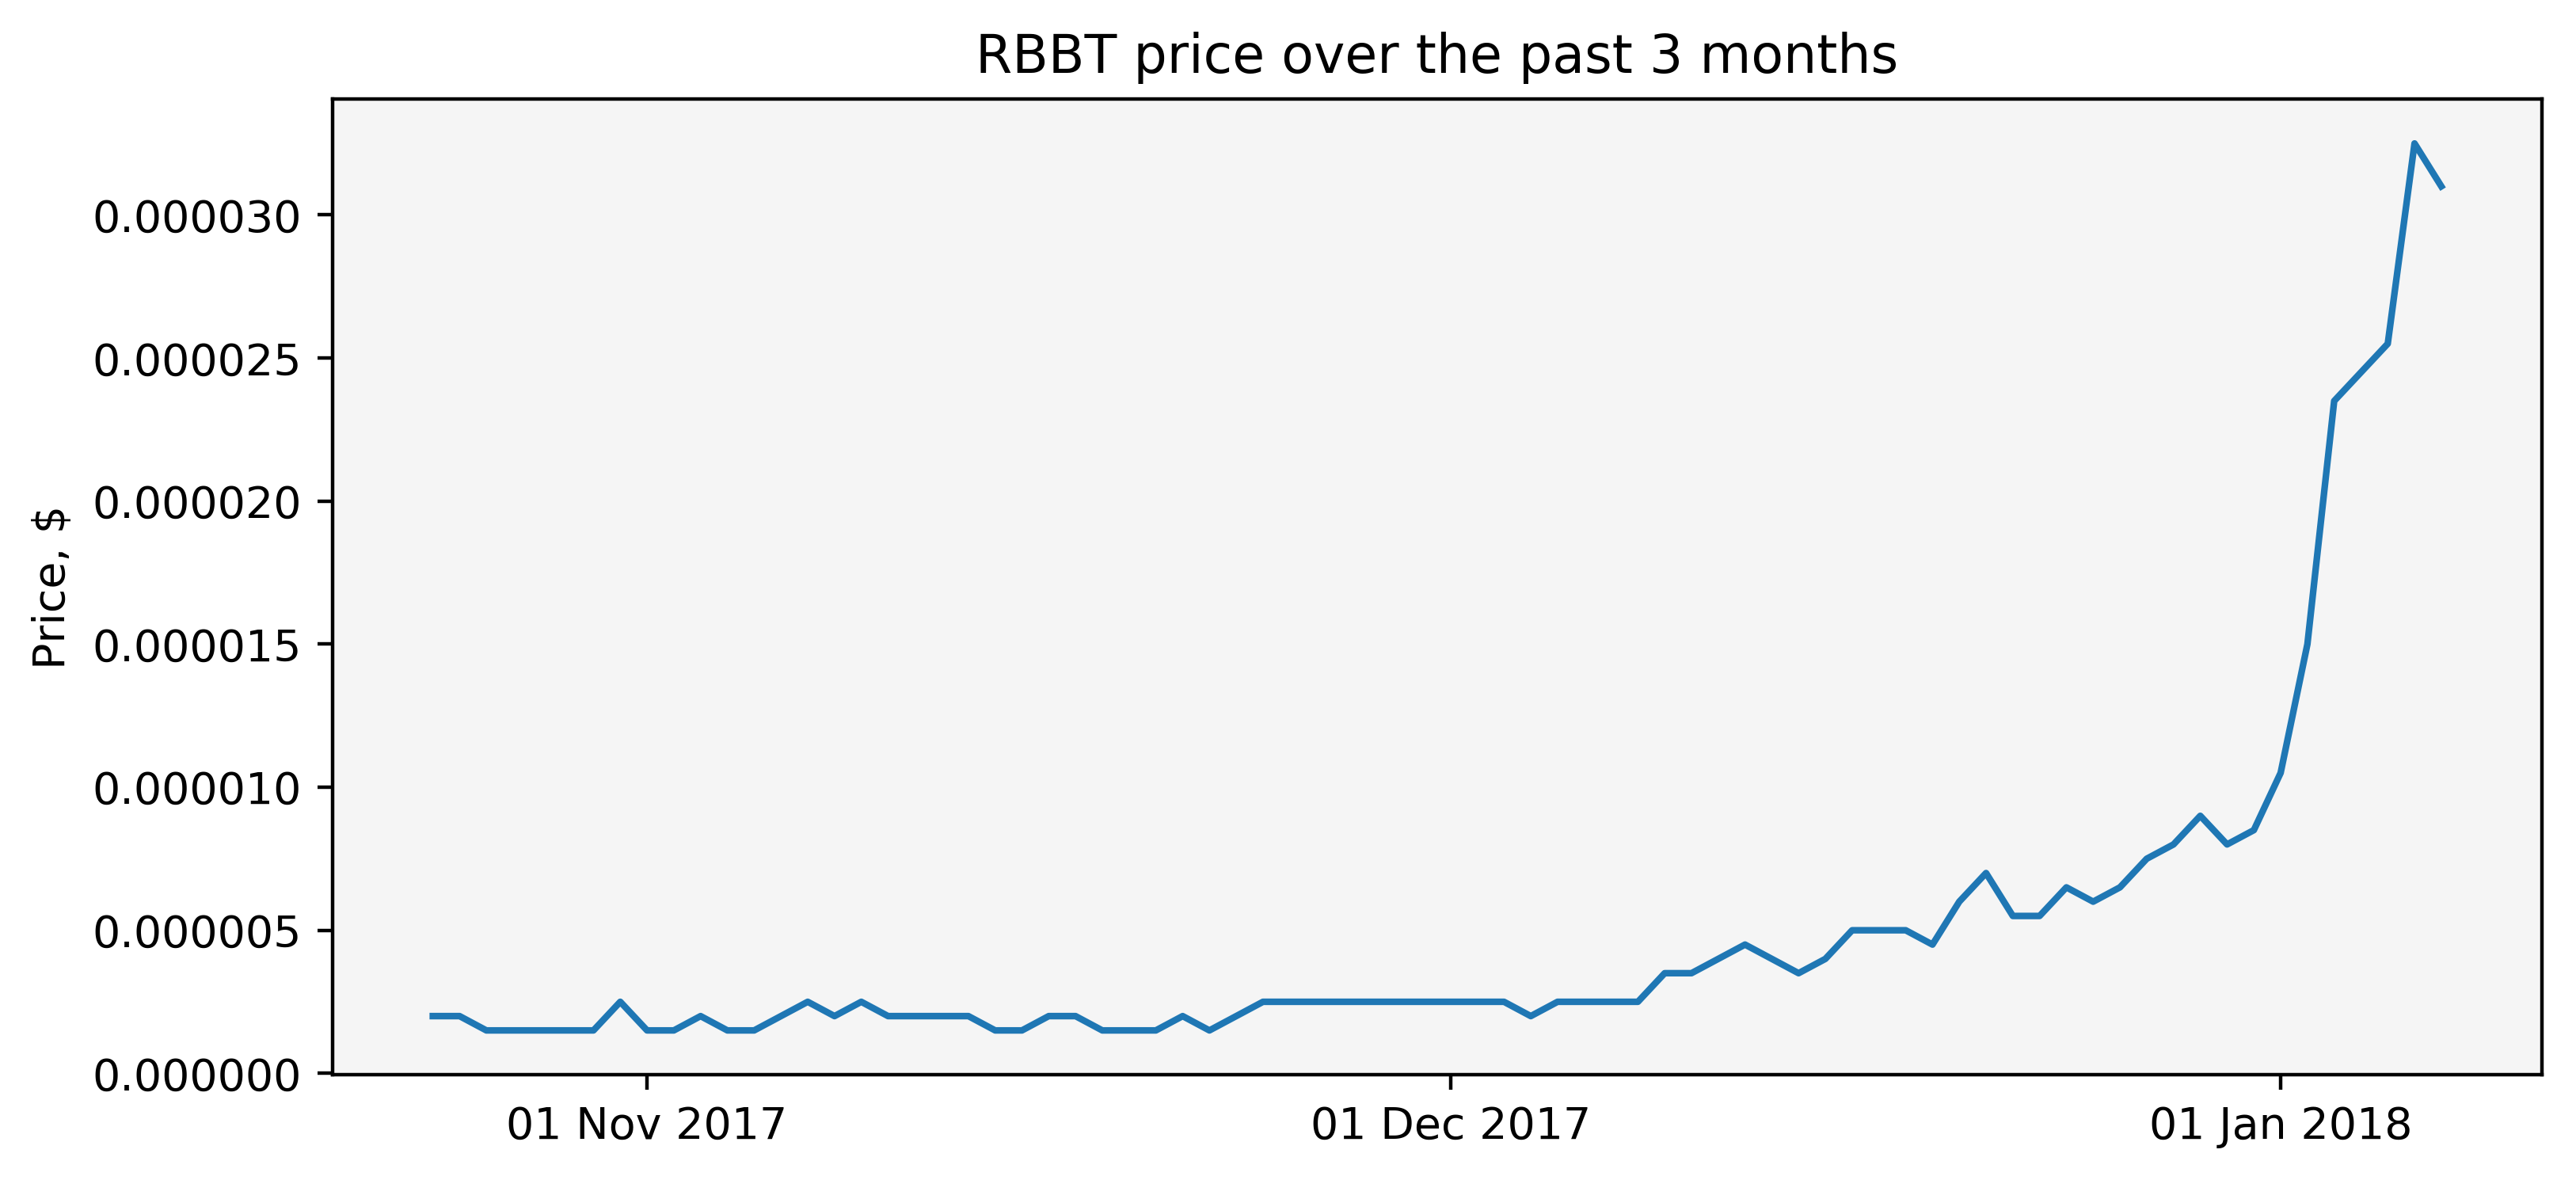 RBBT price over the past 3 months
Price, $
0.000030
0.000025
0.000020
0.000015
0.000010
0.000005
0.000000
01 Nov 2017
01 Dec 2017
01 Jan 2018